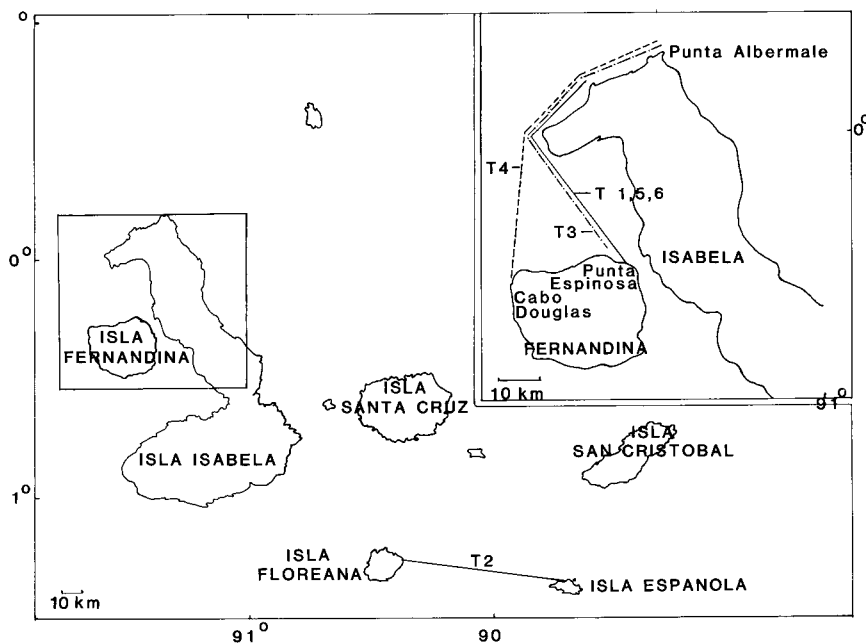 0°
Punta Albermale
0°
T4
T 1,5,6
T3
ISABELA
Punta
Espinosa
Cabo
Douglas
FERNANDINA
10 km
91°
0°
ISLA
FERNANDINA
ISLA
SANTA CRUZ
ISLA
SAN CRISTOBAL
ISLA ISABELA
1°
ISLA
FLOREANA
T2
ISLA ESPANOLA
10 km
91°
90